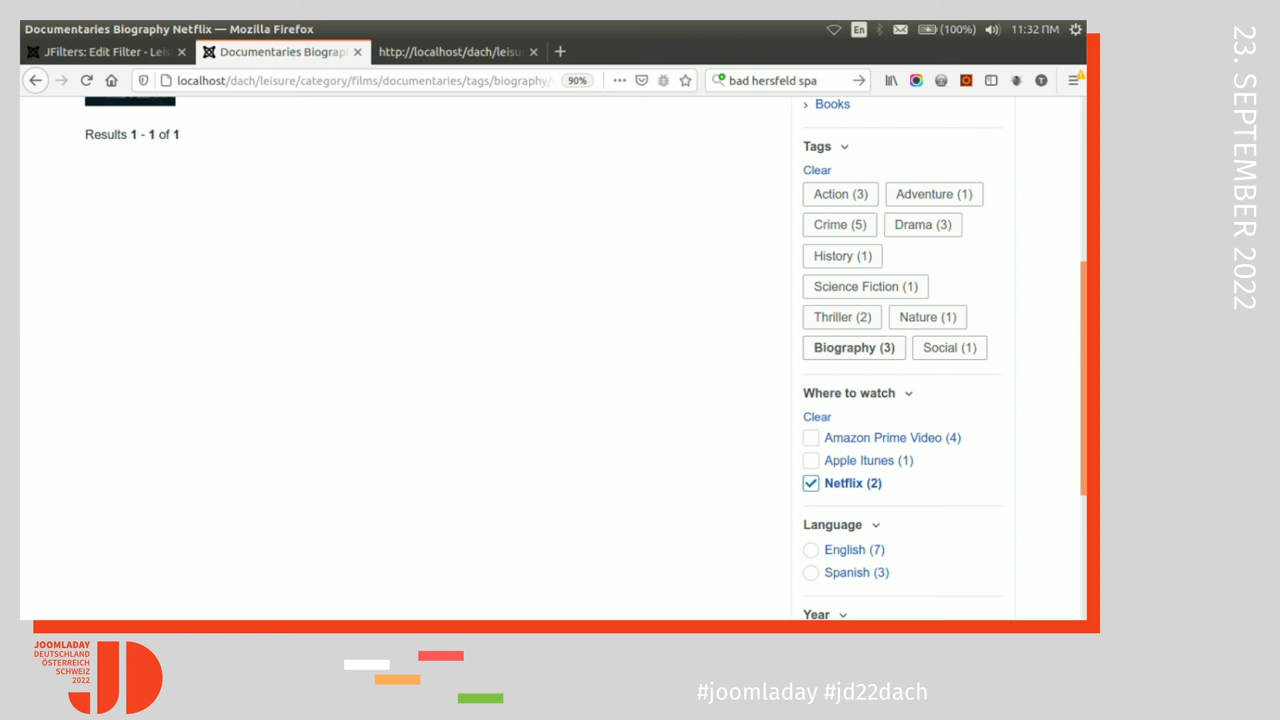 Documentaries Biography Netflix — Mozilla Firefox
En
(100%)
11:32 ΠΜ
JFilters: Edit Filter - Leis
Documentaries Biograp
http://localhost/dach/leisu
localhost/dach/leisure/category/films/documentaries/tags/biography/
90%
bad hersfeld spa
Results 1 - 1 of 1
Books
Tags
Clear
Action (3)
Adventure (1)
Crime (5)
Drama (3)
History (1)
Science Fiction (1)
Thriller (2)
Nature (1)
Biography (3)
Social (1)
Where to watch
Clear
Amazon Prime Video (4)
Apple Itunes (1)
Netflix (2)
Language
English (7)
Spanish (3)
Year
23. SEPTEMBER 2022
JOOMLADAY
DEUTSCHLAND
ÖSTERREICH
SCHWEIZ
2022
JD
#joomladay #jd22dach